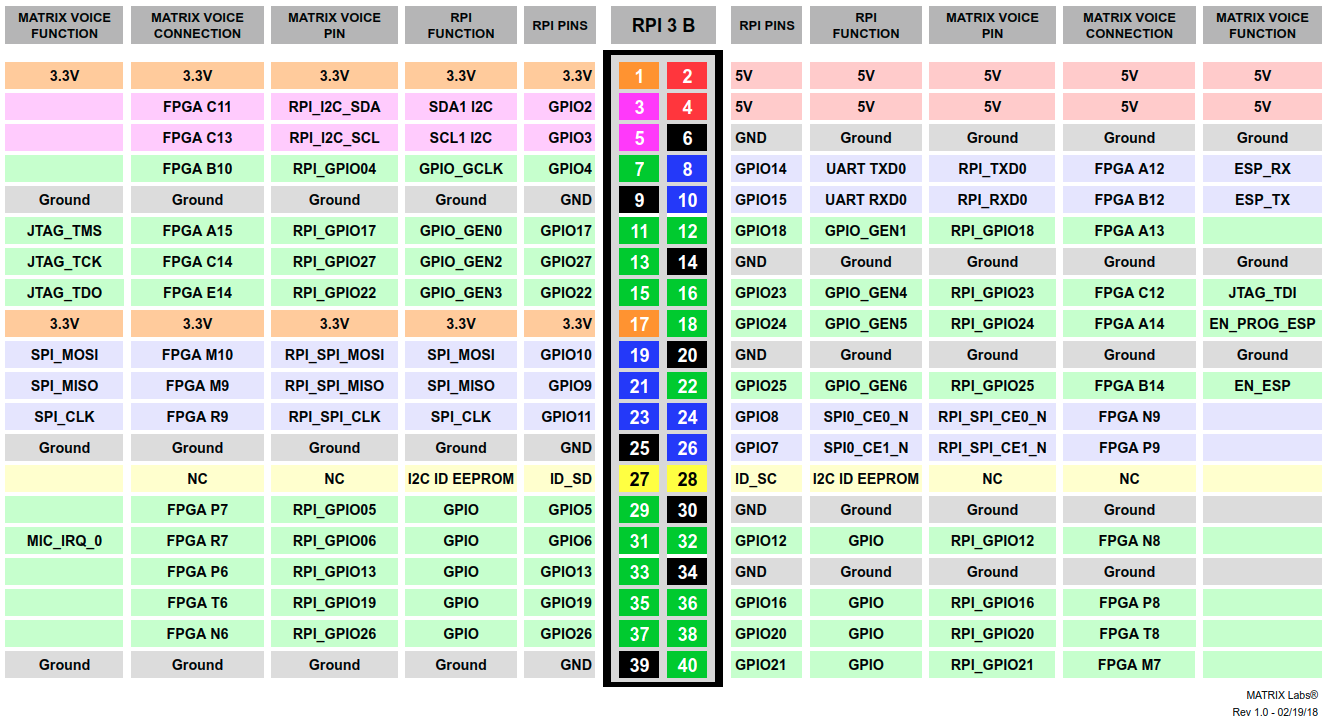 MATRIX VOICE FUNCTION MATRIX VOICE CONNECTION MATRIX VOICE PIN RPI FUNCTION RPI PINS RPI 3 B RPI PINS RPI FUNCTION MATRIX VOICE PIN MATRIX VOICE CONNECTION MATRIX VOICE FUNCTION
3.3V 3.3V 3.3V 3.3V 3.3V 1 2 5V 5V 5V 5V 5V
FPGA C11 RPI_I2C_SDA SDA1 I2C GPIO2 3 4 5V 5V 5V 5V 5V
FPGA C13 RPI_I2C_SCL SCL1 I2C GPIO3 5 6 GND Ground Ground Ground Ground
FPGA B10 RPI_GPIO04 GPIO_GCLK GPIO4 7 8 GPIO14 UART TXD0 RPI_TXD0 FPGA A12 ESP_RX
Ground Ground Ground Ground GND 9 10 GPIO15 UART RXD0 RPI_RXD0 FPGA B12 ESP_TX
JTAG_TMS FPGA A15 RPI_GPIO17 GPIO_GEN0 GPIO17 11 12 GPIO18 GPIO_GEN1 RPI_GPIO18 FPGA A13
JTAG_TCK FPGA C14 RPI_GPIO27 GPIO_GEN2 GPIO27 13 14 GND Ground Ground Ground Ground
JTAG_TDO FPGA E14 RPI_GPIO22 GPIO_GEN3 GPIO22 15 16 GPIO23 GPIO_GEN4 RPI_GPIO23 FPGA C12 JTAG_TDI
3.3V 3.3V 3.3V 3.3V 3.3V 17 18 GPIO24 GPIO_GEN5 RPI_GPIO24 FPGA A14 EN_PROG_ESP
SPI_MOSI FPGA M10 RPI_SPI_MOSI SPI_MOSI GPIO10 19 20 GND Ground Ground Ground Ground
SPI_MISO FPGA M9 RPI_SPI_MISO SPI_MISO GPIO9 21 22 GPIO25 GPIO_GEN6 RPI_GPIO25 FPGA B14 EN_ESP
SPI_CLK FPGA R9 RPI_SPI_CLK SPI_CLK GPIO11 23 24 GPIO8 SPI0_CE0_N RPI_SPI_CE0_N FPGA N9
Ground Ground Ground Ground GND 25 26 GPIO7 SPI0_CE1_N RPI_SPI_CE1_N FPGA P9
NC NC I2C ID EEPROM ID_SD 27 28 ID_SC I2C ID EEPROM NC NC
FPGA P7 RPI_GPIO05 GPIO GPIO5 29 30 GND Ground Ground Ground
MIC_IRQ_0 FPGA R7 RPI_GPIO06 GPIO GPIO6 31 32 GPIO12 GPIO RPI_GPIO12 FPGA N8
FPGA P6 RPI_GPIO13 GPIO GPIO13 33 34 GND Ground Ground Ground
FPGA T6 RPI_GPIO19 GPIO GPIO19 35 36 GPIO16 GPIO RPI_GPIO16 FPGA P8
FPGA N6 RPI_GPIO26 GPIO GPIO26 37 38 GPIO20 GPIO RPI_GPIO20 FPGA T8
Ground Ground Ground Ground GND 39 40 GPIO21 GPIO RPI_GPIO21 FPGA M7
MATRIX Labs®
Rev 1.0 - 02/19/18